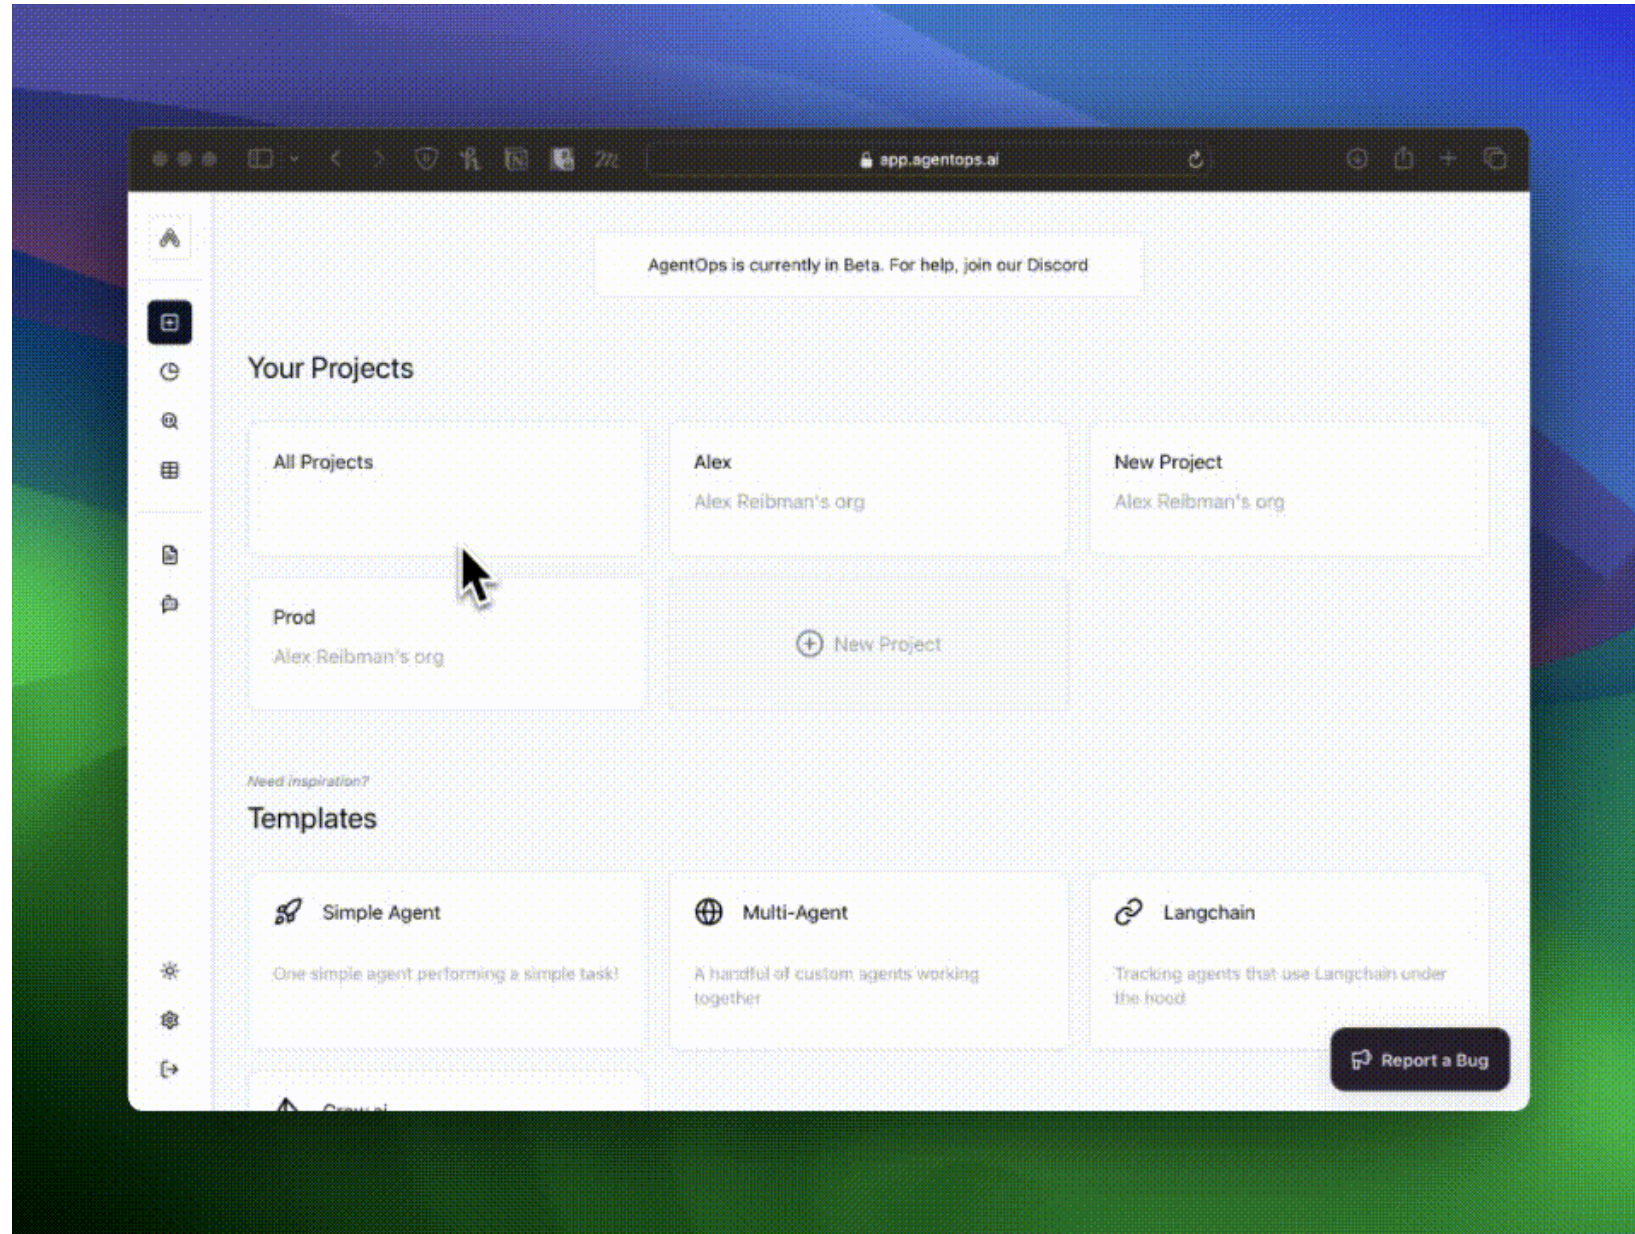 app.agentops.ai
AgentOps is currently in Beta. For help, join our Discord
Your Projects
All Projects
Alex
Alex Reibman's org
New Project
Alex Reibman's org
Prod
Alex Reibman's org
New Project
Need inspiration?
Templates
Simple Agent
One simple agent performing a simple task!
Multi-Agent
A handful of custom agents working
together
Langchain
Tracking agents that use Langchain under
the hood
Report a Bug
Crew.ai